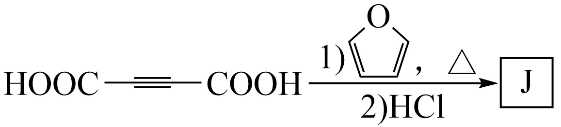 O
1) , △
HOOC COOH J
2)HCl